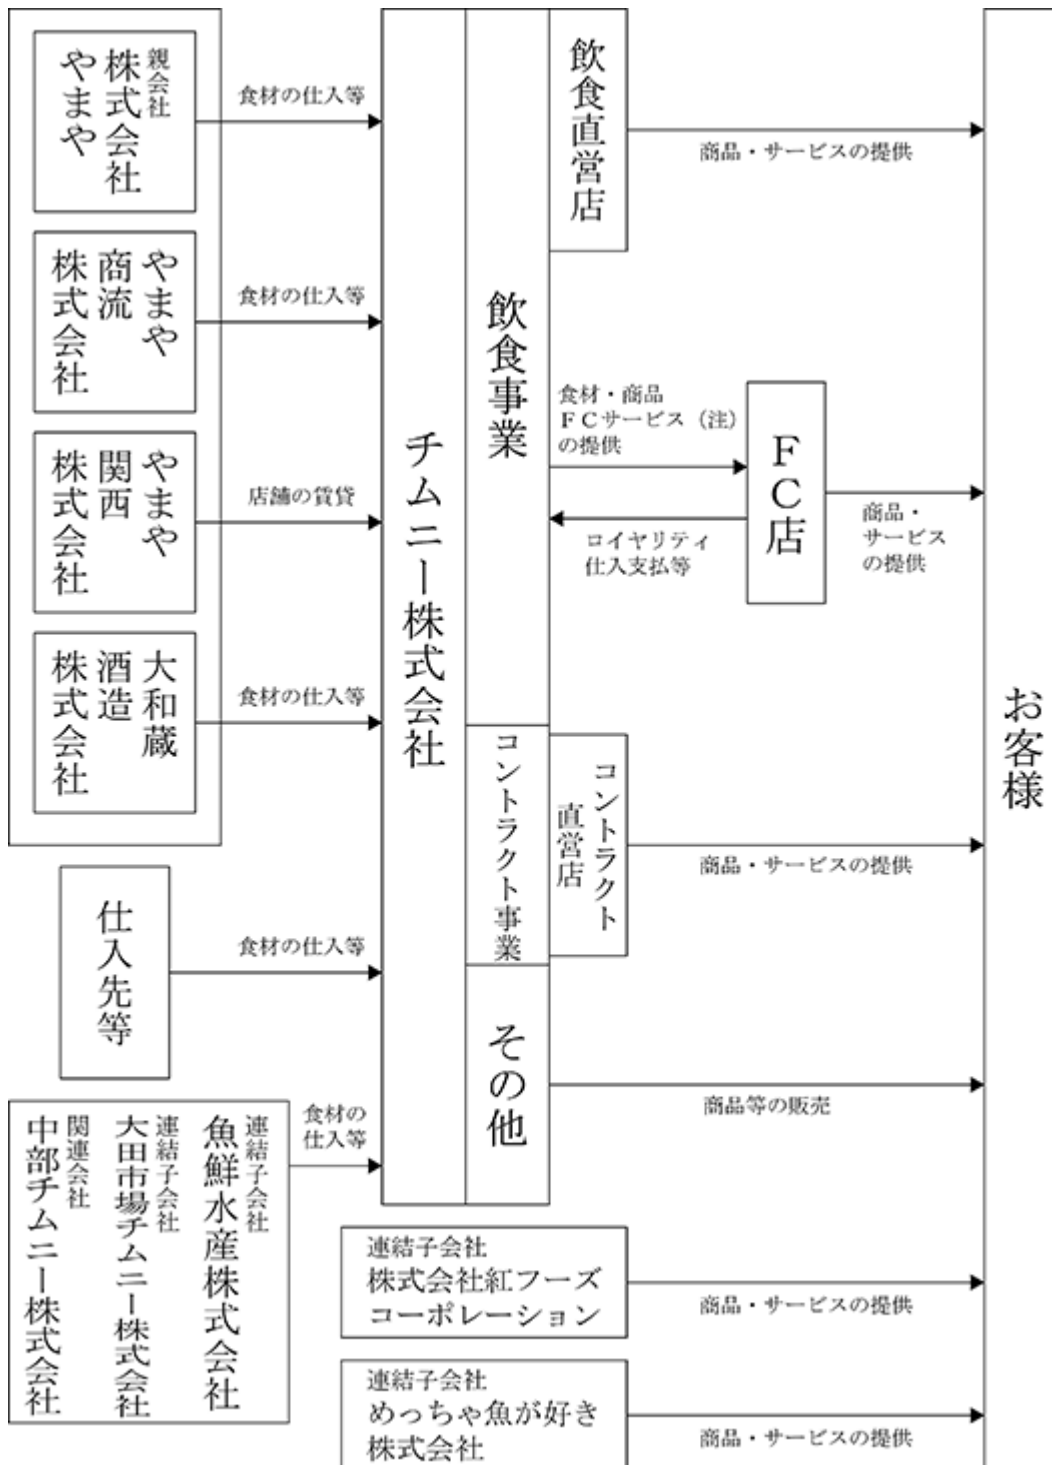 親会社
株式会社
やまや
食材の仕入等
やまや
商流
株式会社
食材の仕入等
やまや
関西
株式会社
店舗の賃貸
大和蔵
酒造
株式会社
食材の仕入等
仕入先等
食材の仕入等
連結子会社
魚鮮水産株式会社
連結子会社
大田市場チムニー株式会社
関連会社
中部チムニー株式会社
食材の
仕入等
チムニー株式会社
飲食事業
飲食直営店
商品・サービスの提供
食材・商品
FCサービス（注）
の提供
ロイヤリティ
仕入支払等
FC店
商品・
サービス
の提供
コントラクト事業
コントラクト
直営店
商品・サービスの提供
その他
商品等の販売
連結子会社
株式会社紅フーズ
コーポレーション
商品・サービスの提供
連結子会社
めっちゃ魚が好き
株式会社
商品・サービスの提供
お客様